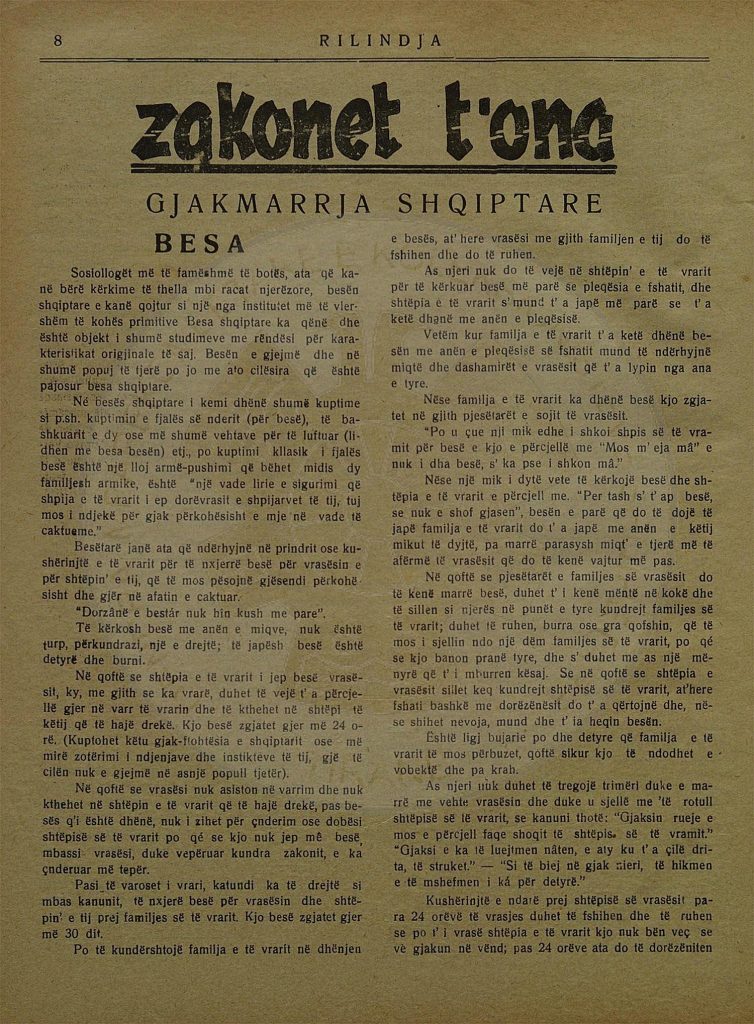 8
RILINDJA
zakonet t'ona
GJAKMARRJA SHQIPTARE
BESA
Sosiollogët më të famëshmë të botës, ata që ka-
në bërë kërkime të thella mbi racat njerëzore, besën
shqiptare e kanë qojtur si një nga institutet më të vler-
shëm të kohës primitive Besa shqiptare ka qënë dhe
është objekt i shumë studimeve me rëndësi për kara-
kteristikat origjinale të saj. Besën e gjejmë dhe në
shumë popuj të tjerë po jo me ato cilësira që është
pajosur besa shqiptare.
Në besës shqiptare i kemi dhënë shumë kuptime
si p.sh. kuptimin e fjalës së nderit (për besë), të ba-
shkuarit e dy ose më shumë vehtave për të luftuar (li-
dhen me besa besën) etj., po kuptimi kllasik i fjalës
besë është një lloj armë-pushimi që bëhet midis dy
familjesh armike, është "një vade lirie e sigurimi që
shpija e të vrarit i ep dorëvrasit e shpijarvet të tij, tuj
mos i ndjekë për gjak përkohësisht e mje në vade të
caktueme."
Besëtarë janë ata që ndërhyjnë në prindrit ose ku-
shërinjtë e të vrarit për të nxjerrë besë për vrasësin e
për shtëpin' e tij, që të mos pësojnë gjësendi përkohë-
sisht dhe gjër në afatin e caktuar.
"Dorzânë e bestár nuk hin kush me pare".
Të kërkosh besë me anën e miqve, nuk është
turp, përkundrazi, një e drejtë; të japësh besë është
detyrë dhe burni.
Në qoftë se shtëpia e të vrarit i jep besë vrasë-
sit, ky, me gjith se ka vrarë, duhet të vejë t' a përcje-
llë gjer në varr të vrarin dhe të kthehet në shtëpi të
këtij që të hajë drekë. Kjo besë zgjatet gjer më 24 o-
rë. (Kuptohet këtu gjak-ftohtësia e shqiptarit ose më
mirë zotërimi i ndjenjave dhe instikteve të tij, gjë të
cilën nuk e gjejmë në asnjë popull tjetër).
Në qoftë se vrasësi nuk asiston në varrim dhe nuk
kthehet në shtëpin e të vrarit që të hajë drekë, pas be-
sës q'i është dhënë, nuk i zihet për çnderim ose dobësi
shtëpisë së të vrarit po që se kjo nuk jep mê besë,
mbassi vrasësi, duke vepëruar kundra zakonit, e ka
çnderuar më tepër.
Pasi të varoset i vrari, katundi ka të drejtë si
mbas kanunit, të nxjerë besë për vrasësin dhe shtë-
pin' e tij prej familjes së të vrarit. Kjo besë zgjatet gjer
më 30 dit.
Po të kundërshtojë familja e të vrarit në dhënjen
e besës, at'here vrasësi me gjith familjen e tij do të
fshihen dhe do të ruhen.
As njeri nuk do të vejë në shtëpin' e të vrarit
për të kërkuar besë më parë se pleqësia e fshatit, dhe
shtëpia e të vrarit s'mund t' a japë më parë se t' a
ketë dhanë me anën e pleqësisë.
Vetëm kur familja e të vrarit t'a ketë dhënë be-
sën me anën e pleqësisë së fshatit mund të ndërhyjnë
miqtë dhe dashamirët e vrasësit që t' a lypin nga ana
e tyre.
Nëse familja e të vrarit ka dhënë besë kjo zgja-
tet në gjith pjesëtarët e sojit të vrasësit.
"Po u çue nji mik edhe i shkoi shpis së të vra-
mit për besë e kjo e përcjellë me "Mos m' eja mâ" e
nuk i dha besë, s' ka pse i shkon mâ."
Nëse një mik i dytë vete të kërkojë besë dhe sh-
tëpia e të vrarit e përcjell me. "Per tash s' t' ap besë,
se nuk e shof gjasen", besën e parë që do të dojë të
japë familja e të vrarit do t' a japë me anën e këtij
mikut të dyjtë, pa marrë parasysh miqt' e tjerë më të
afërmë të vrasësit që do të kenë vajtur më pas.
Në qoftë se pjesëtarët e familjes së vrasësit do
të kenë marrë besë, duhet t' i kenë mëntë në kokë dhe
të sillen si njerës në punët e tyre kundrejt familjes së
të vrarit; duhet të ruhen, burra ose gra qofshin, që të
mos i sjellin ndo një dëm familjes së të vrarit, po që
se kjo banon pranë tyre, dhe s' duhet me as një më-
nyrë që t' i mburren kësaj. Se në qoftë se shtëpia e
vrasësit sillet keq kundrejt shtëpisë së të vrarit, at'here
fshati bashkë me dorëzënësit do t' a qërtojnë dhe, në-
se shihet nevoja, mund dhe t' ia heqin besën.
Është ligj bujarie po dhe detyre që familja e të
vrarit të mos përbuzet, qoftë sikur kjo të ndodhet e
vobektë dhe pa krah.
As njeri nuk duhet të tregojë trimëri duke e ma-
rrë me vehte vrasësin dhe duke u sjellë me 'të rotull
shtëpisë së të vrarit, se kanuni thotë: "Gjaksin rueje e
mos e përcjell faqe shoqit të shtëpis së të vramit."
"Gjaksi e ka të luejtmen nâten, e aty ku t' a çilë dri-
ta, të struket." — "Si të biej në gjak nieri, të hikmen
e të mshefmen i ká për detyrë."
Kushërinjtë e ndarë prej shtëpisë së vrasësit pa-
ra 24 orëvë të vrasjes duhet të fshihen dhe të ruhen
se po t' i vrasë shtëpia e të vrarit kjo nuk bën veç se
vè gjakun në vënd; pas 24 orëve ata do të dorëzëniten